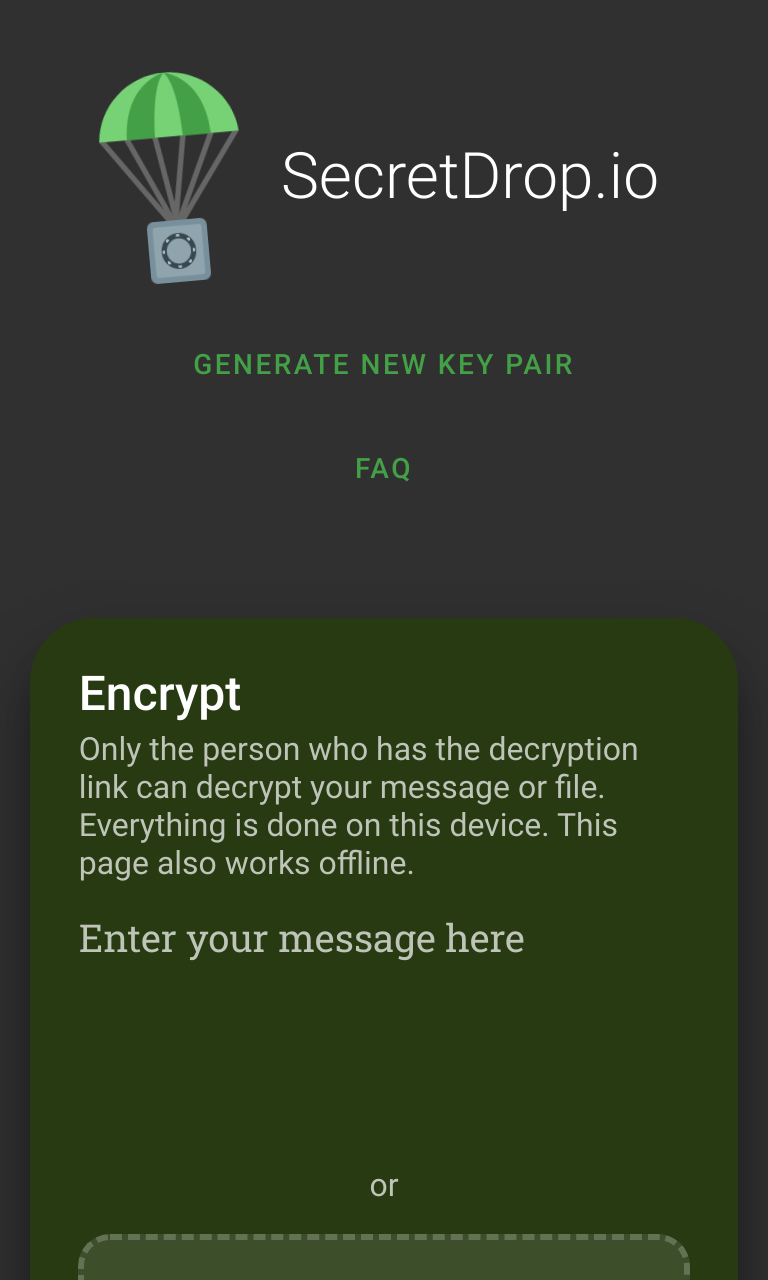 SecretDrop.io
GENERATE NEW KEY PAIR
FAQ
Encrypt
Only the person who has the decryption
link can decrypt your message or file.
Everything is done on this device. This
page also works offline.
Enter your message here
or